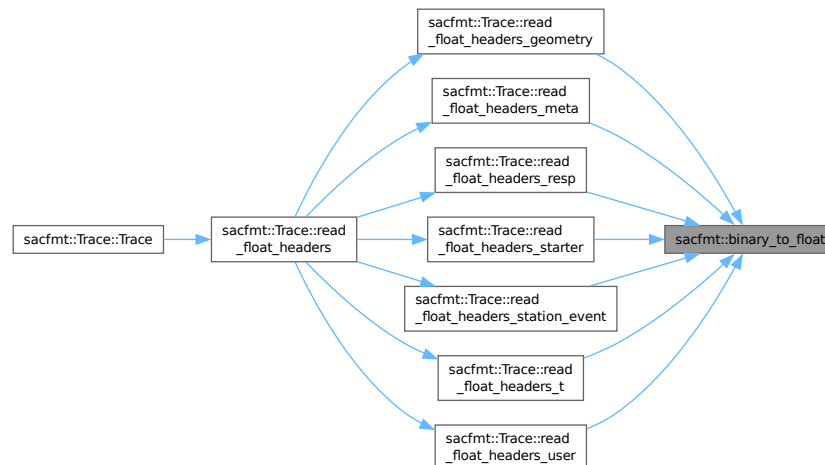 sacfmt::Trace::read
_float_headers_geometry
sacfmt::Trace::read
_float_headers_meta
sacfmt::Trace::read
_float_headers_resp
sacfmt::Trace::Trace
sacfmt::Trace::read
_float_headers
sacfmt::Trace::read
_float_headers_starter
sacfmt::binary_to_float
sacfmt::Trace::read
_float_headers_station_event
sacfmt::Trace::read
_float_headers_t
sacfmt::Trace::read
_float_headers_user